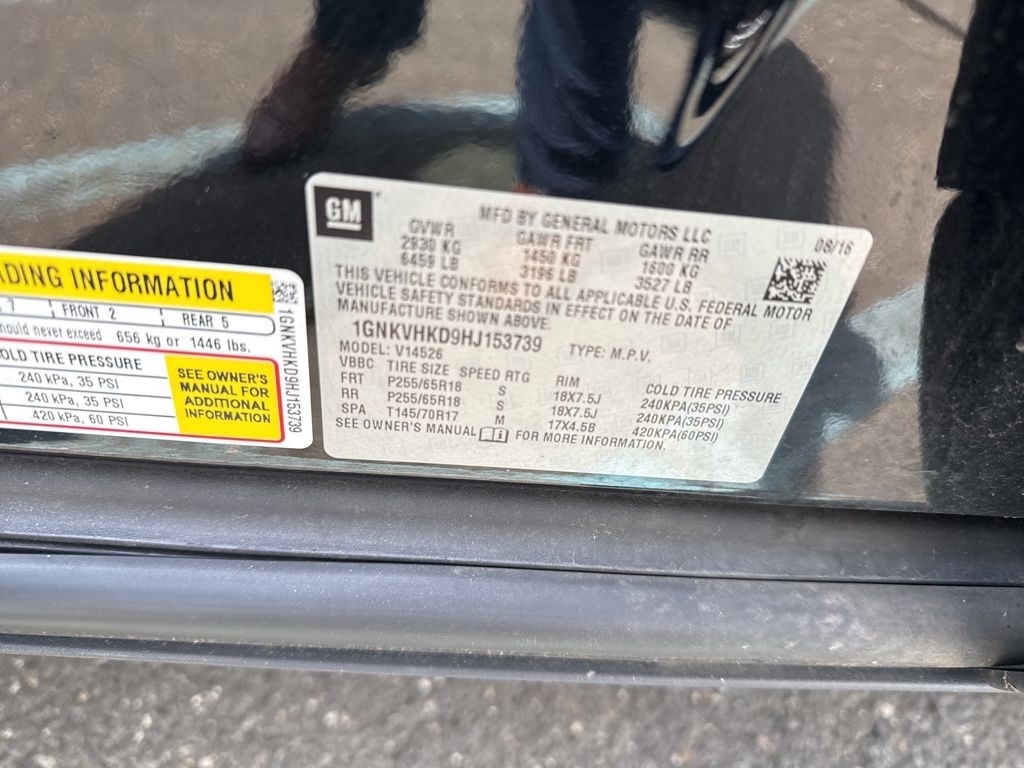 ADING INFORMATION
7 FRONT 2 REAR 5
hould never exceed 656 kg or 1446 lbs.
COLD TIRE PRESSURE
240 kPa, 35 PSI
240 kPa, 35 PSI
420 kPa, 60 PSI
SEE OWNER'S
MANUAL FOR
ADDITIONAL
INFORMATION
1GNKVHKD9HJ153739
GM
MFD BY GENERAL MOTORS LLC
08/16
GVWR GAWR FRT GAWR RR
2930 KG 1450 KG 1600 KG
6459 LB 3196 LB 3527 LB
THIS VEHICLE CONFORMS TO ALL APPLICABLE U.S. FEDERAL MOTOR
VEHICLE SAFETY STANDARDS IN EFFECT ON THE DATE OF
MANUFACTURE SHOWN ABOVE.
1GNKVHKD9HJ153739 TYPE: M.P.V.
MODEL: V14526
VBBC TIRE SIZE SPEED RTG RIM COLD TIRE PRESSURE
FRT P255/65R18 S 18X7.5J 240KPA(35PSI)
RR P255/65R18 S 18X7.5J 240KPA(35PSI)
SPA T145/70R17 M 17X4.5B 420KPA(60PSI)
SEE OWNER'S MANUAL FOR MORE INFORMATION.